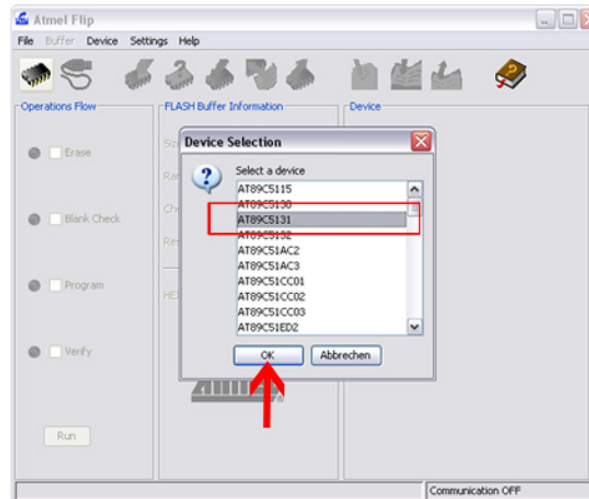 Atmel Flip
File Buffer Device Settings Help
Operations Flow
FLASH Buffer Information
Device
Erase
Blank Check
Program
Verify
Run
HEX
Device Selection
Select a device
AT89C5115
AT89C5130
AT89C5131
AT89C5132
AT89C51AC2
AT89C51AC3
AT89C51CC01
AT89C51CC02
AT89C51CC03
AT89C51ED2
OK Abbrechen
Communication OFF